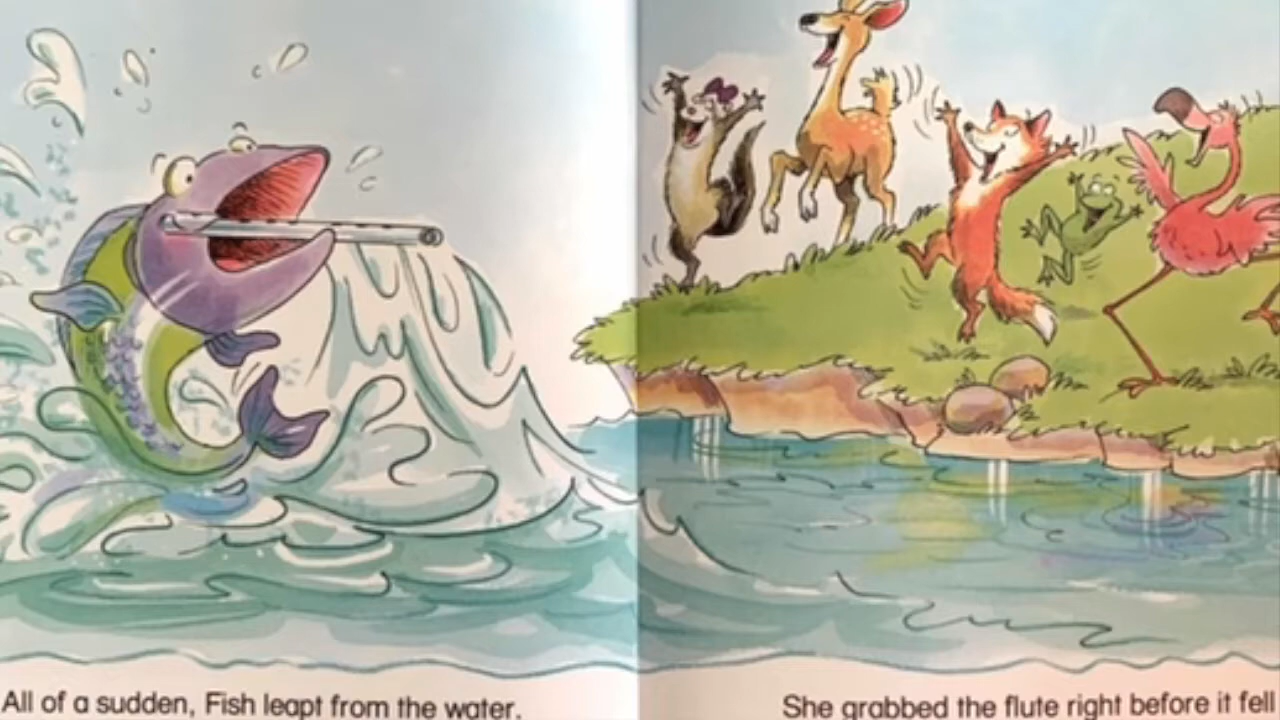 All of a sudden, Fish leapt from the water.
She grabbed the flute right before it fell